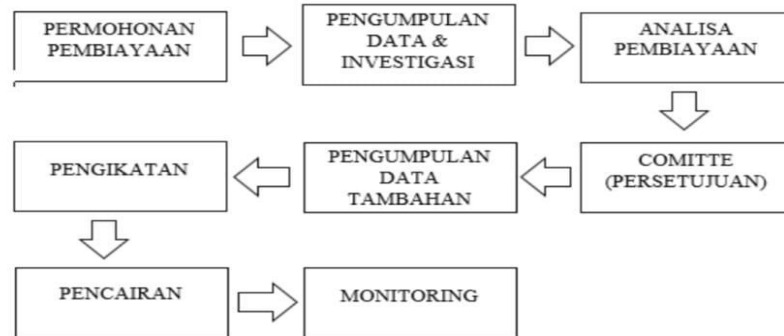 PERMOHONAN
PEMBIAYAAN
PENGUMPULAN
DATA &
INVESTIGASI
ANALISA
PEMBIAYAAN
COMITTE
(PERSETUJUAN)
PENGUMPULAN
DATA
TAMBAHAN
PENGIKATAN
PENCAIRAN
MONITORING